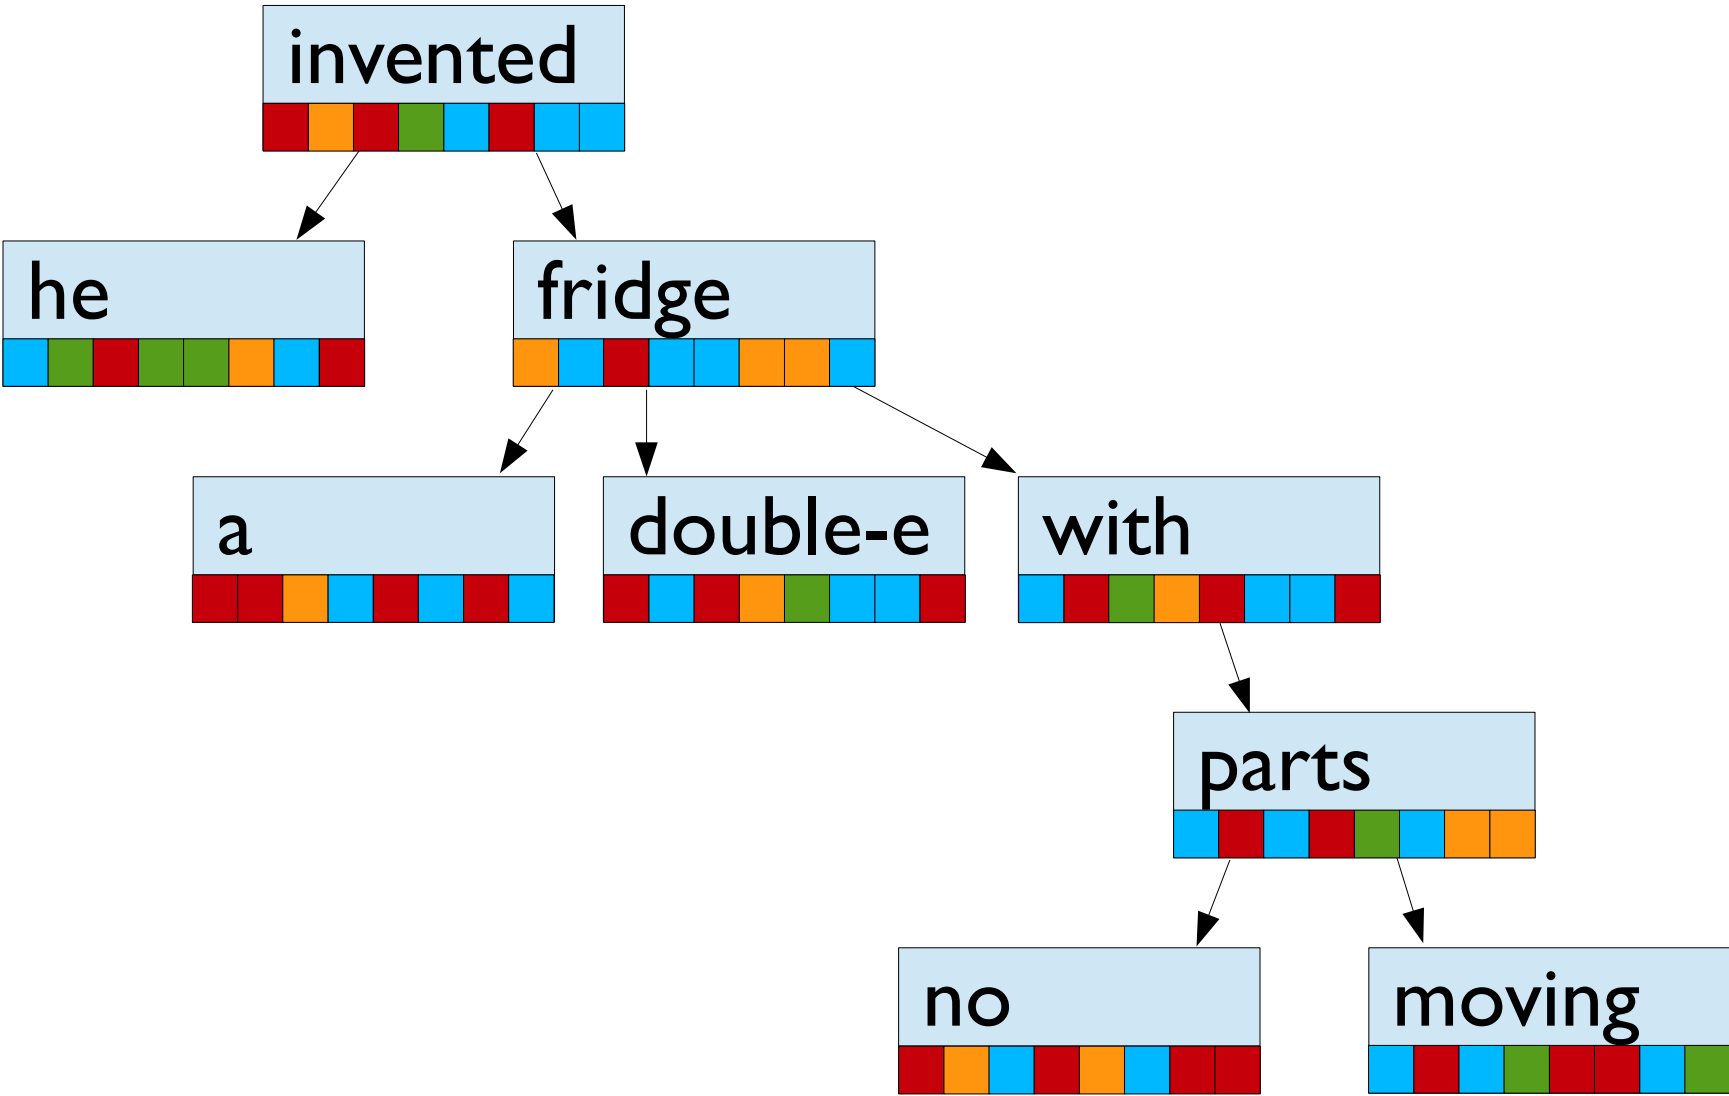 invented
he
fridge
a
double-e
with
parts
no
moving